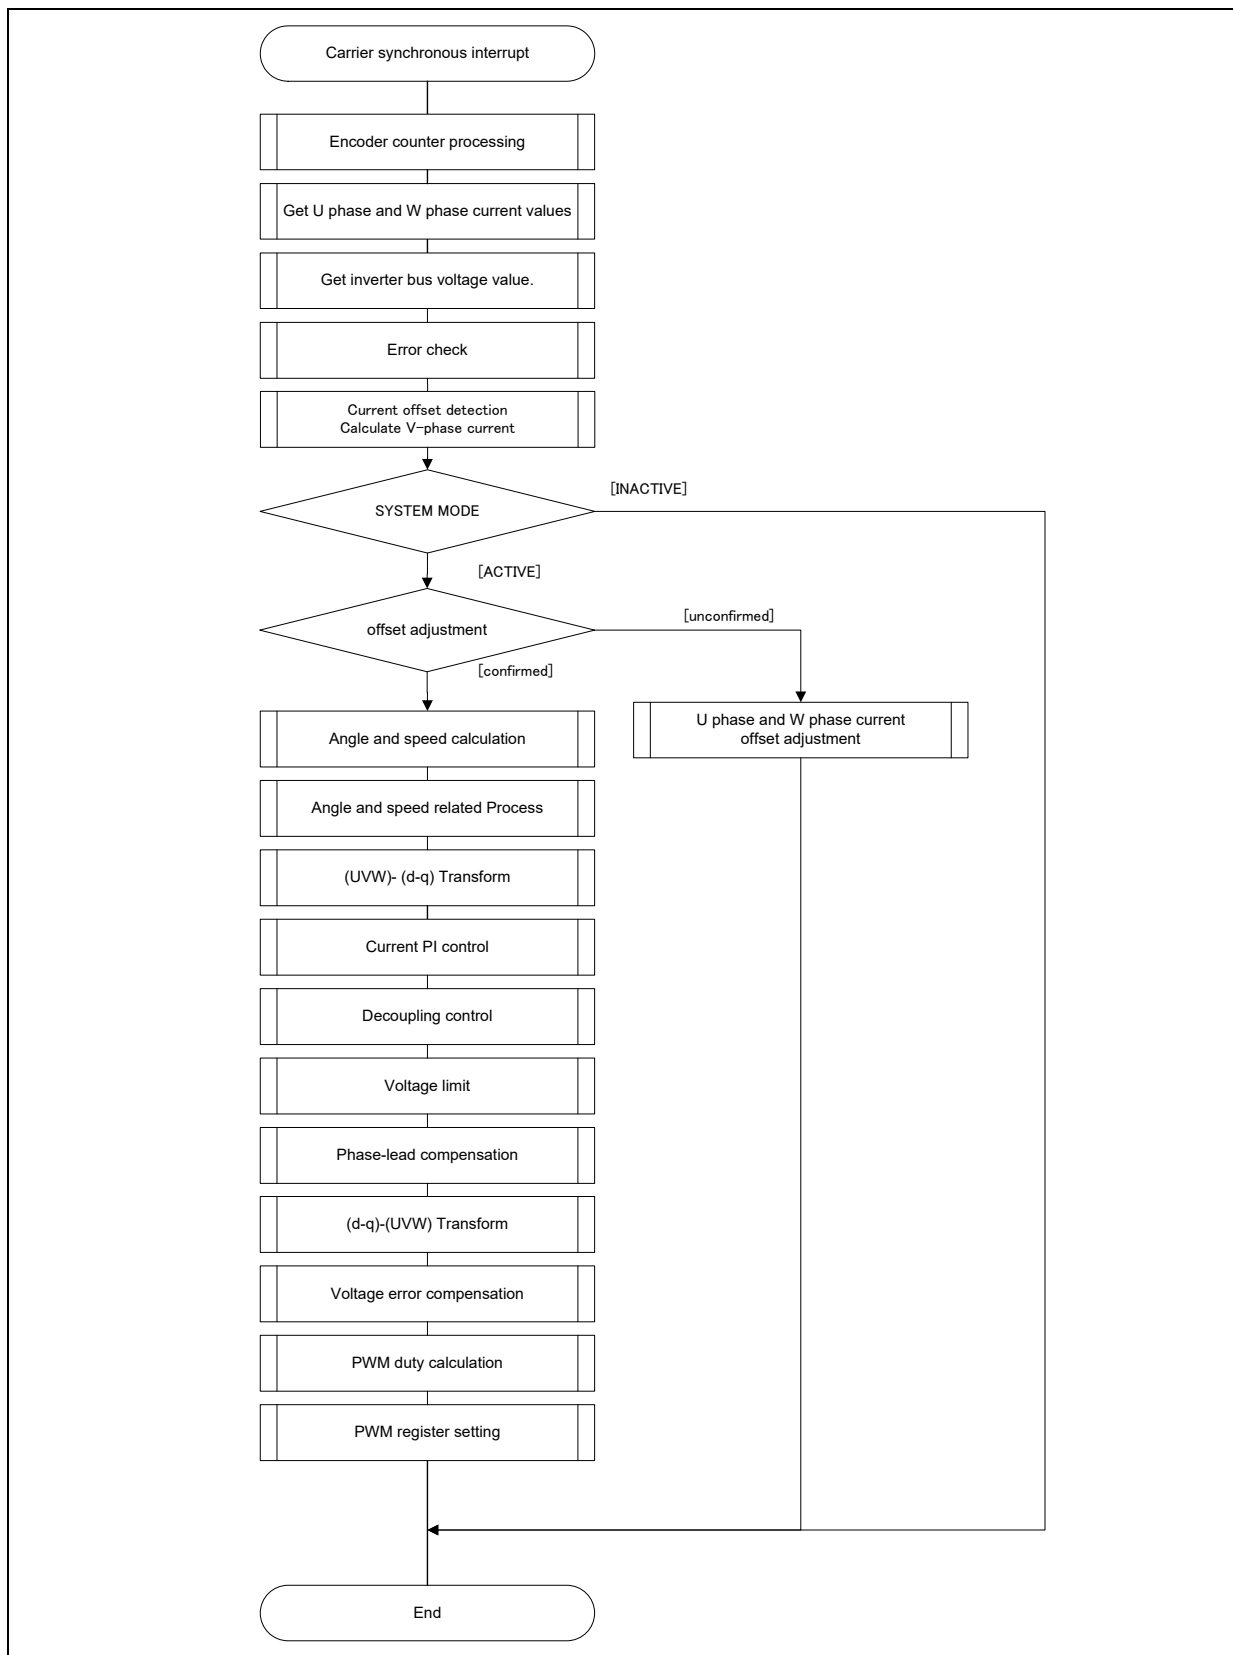 Carrier synchronous interrupt
Encoder counter processing
Get U phase and W phase current values
Get inverter bus voltage value.
Error check
Current offset detection
Calculate V-phase current
[INACTIVE]
SYSTEM MODE
[ACTIVE]
[unconfirmed]
offset adjustment
[confirmed]
U phase and W phase current
offset adjustment
Angle and speed calculation
Angle and speed related Process
(UVW)- (d-q) Transform
Current PI control
Decoupling control
Voltage limit
Phase-lead compensation
(d-q)-(UVW) Transform
Voltage error compensation
PWM duty calculation
PWM register setting
End